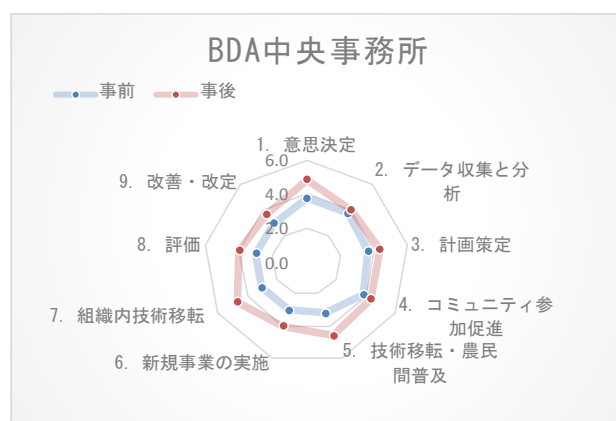 BDA中央事務所
事前 事後
1. 意思決定
2. データ収集と分
析
3. 計画策定
4. コミュニティ参
加促進
5. 技術移転・農民
間普及
6. 新規事業の実施
7. 組織内技術移転
8. 評価
9. 改善・改定
6.0
4.0
2.0
0.0